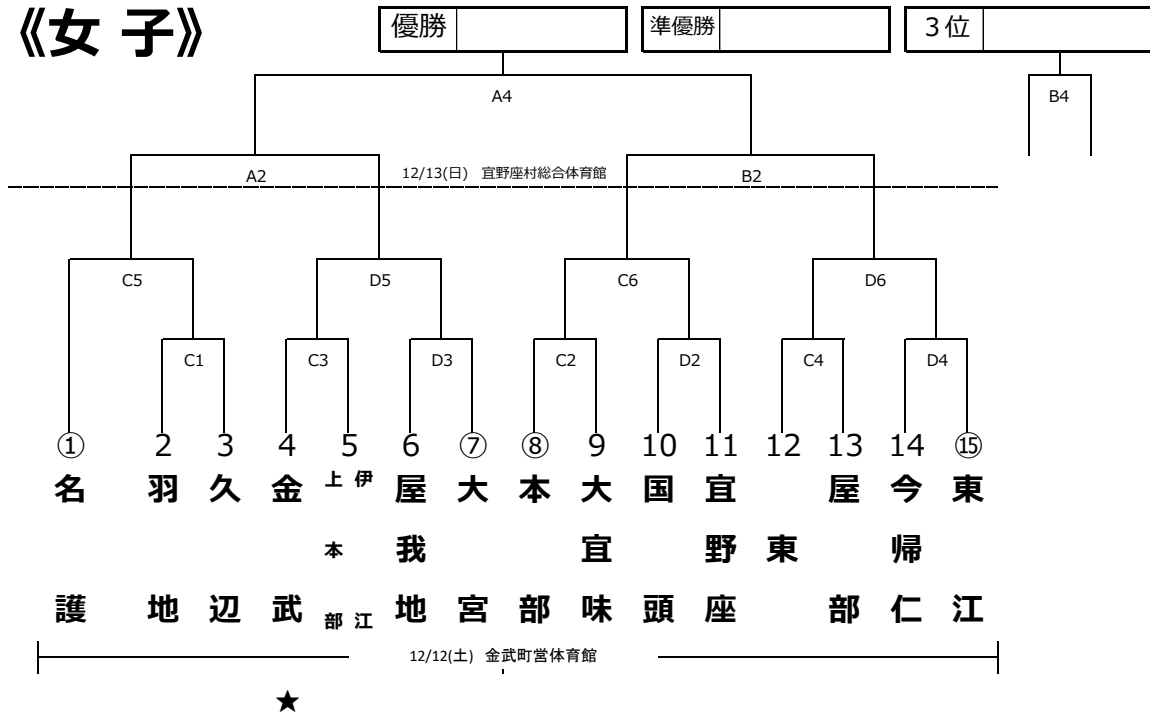 《女 子》
優勝
準優勝
3位
A4
B4
A2
12/13(日) 宜野座村総合体育館
B2
C5
D5
C6
D6
C1
C3
D3
C2
D2
C4
D4
① 2 3 4 5 6 ⑦ ⑧ 9 10 11 12 13 14 ⑮
名護
羽地
久辺
金武
上本部
伊江
屋我地
大宮
本部
大宜味
国頭
宜野座
東
屋部
今帰仁
東江
12/12(土) 金武町営体育館
★